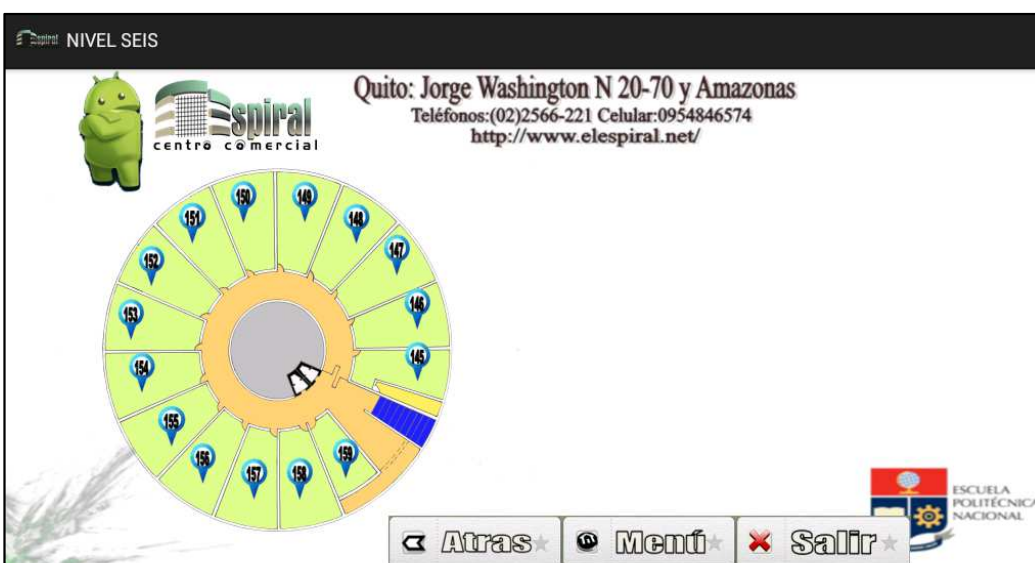 Espiral NIVEL SEIS
Espiral
centro comercial
Quito: Jorge Washington N 20-70 y Amazonas
Teléfonos:(02)2566-221 Celular:0954846574
http://www.elespiral.net/
150
149
151
148
147
152
146
153
145
154
155
159
156
157
158
ESCUELA
POLITÉCNICA
NACIONAL
Atras
Menú
Salir